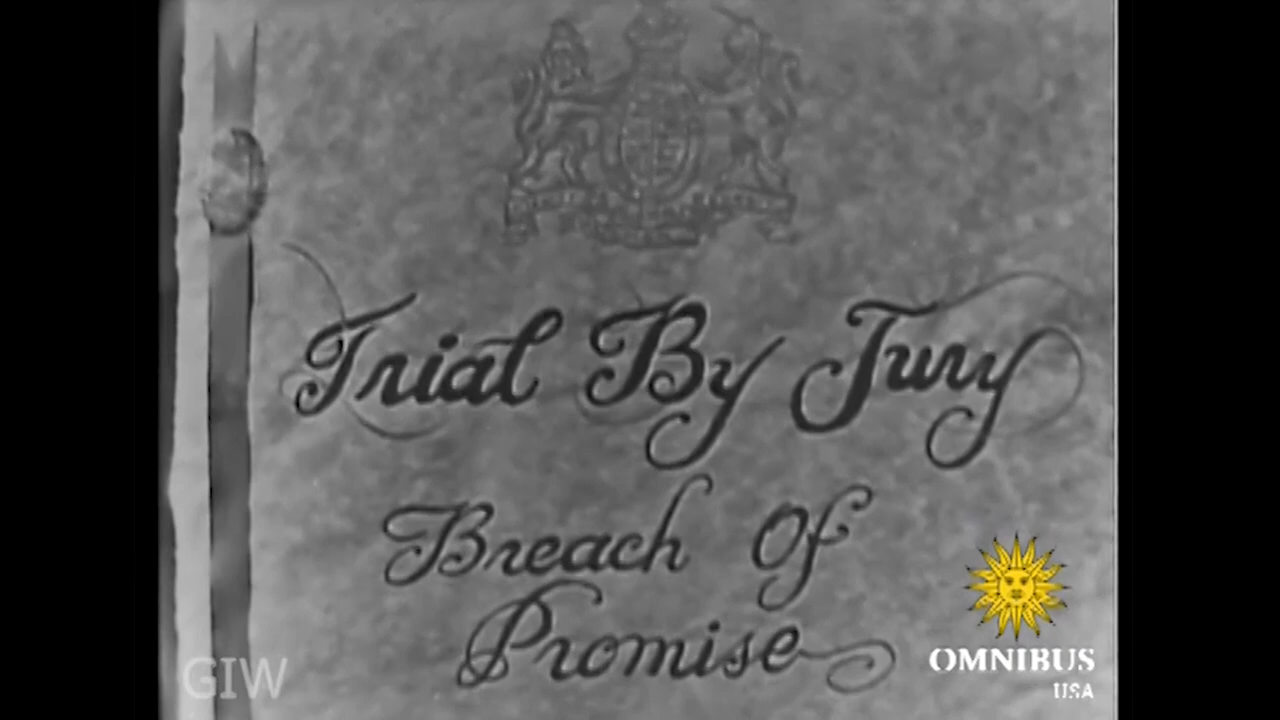 Trial By Jury
Breach Of
Promise
GIW
OMNIBUS
USA